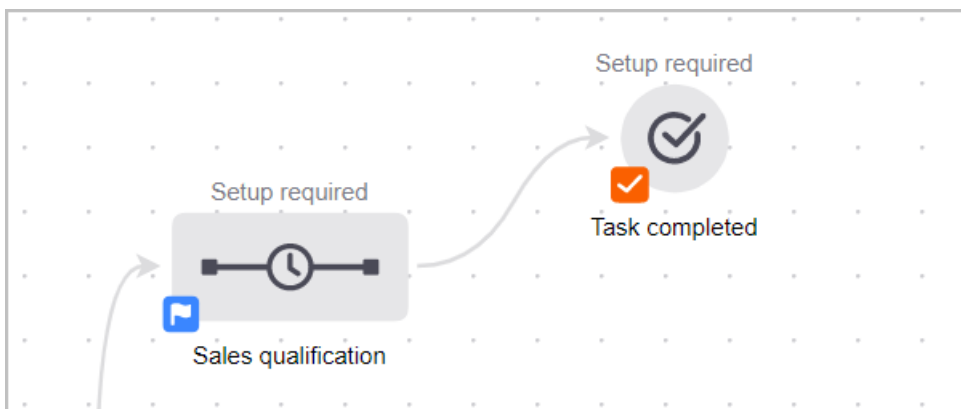 Setup required
Task completed
Setup required
Sales qualification